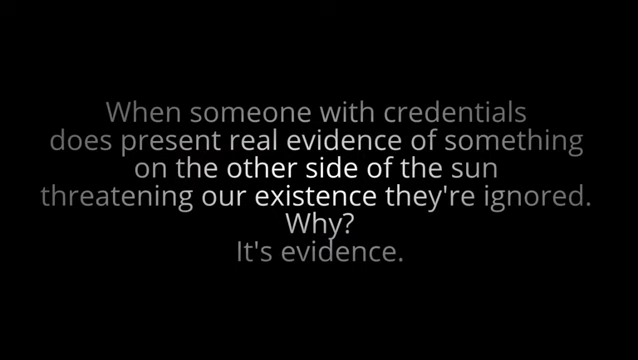 When someone with credentials
does present real evidence of something
on the other side of the sun
threatening our existence they're ignored.
Why?
It's evidence.